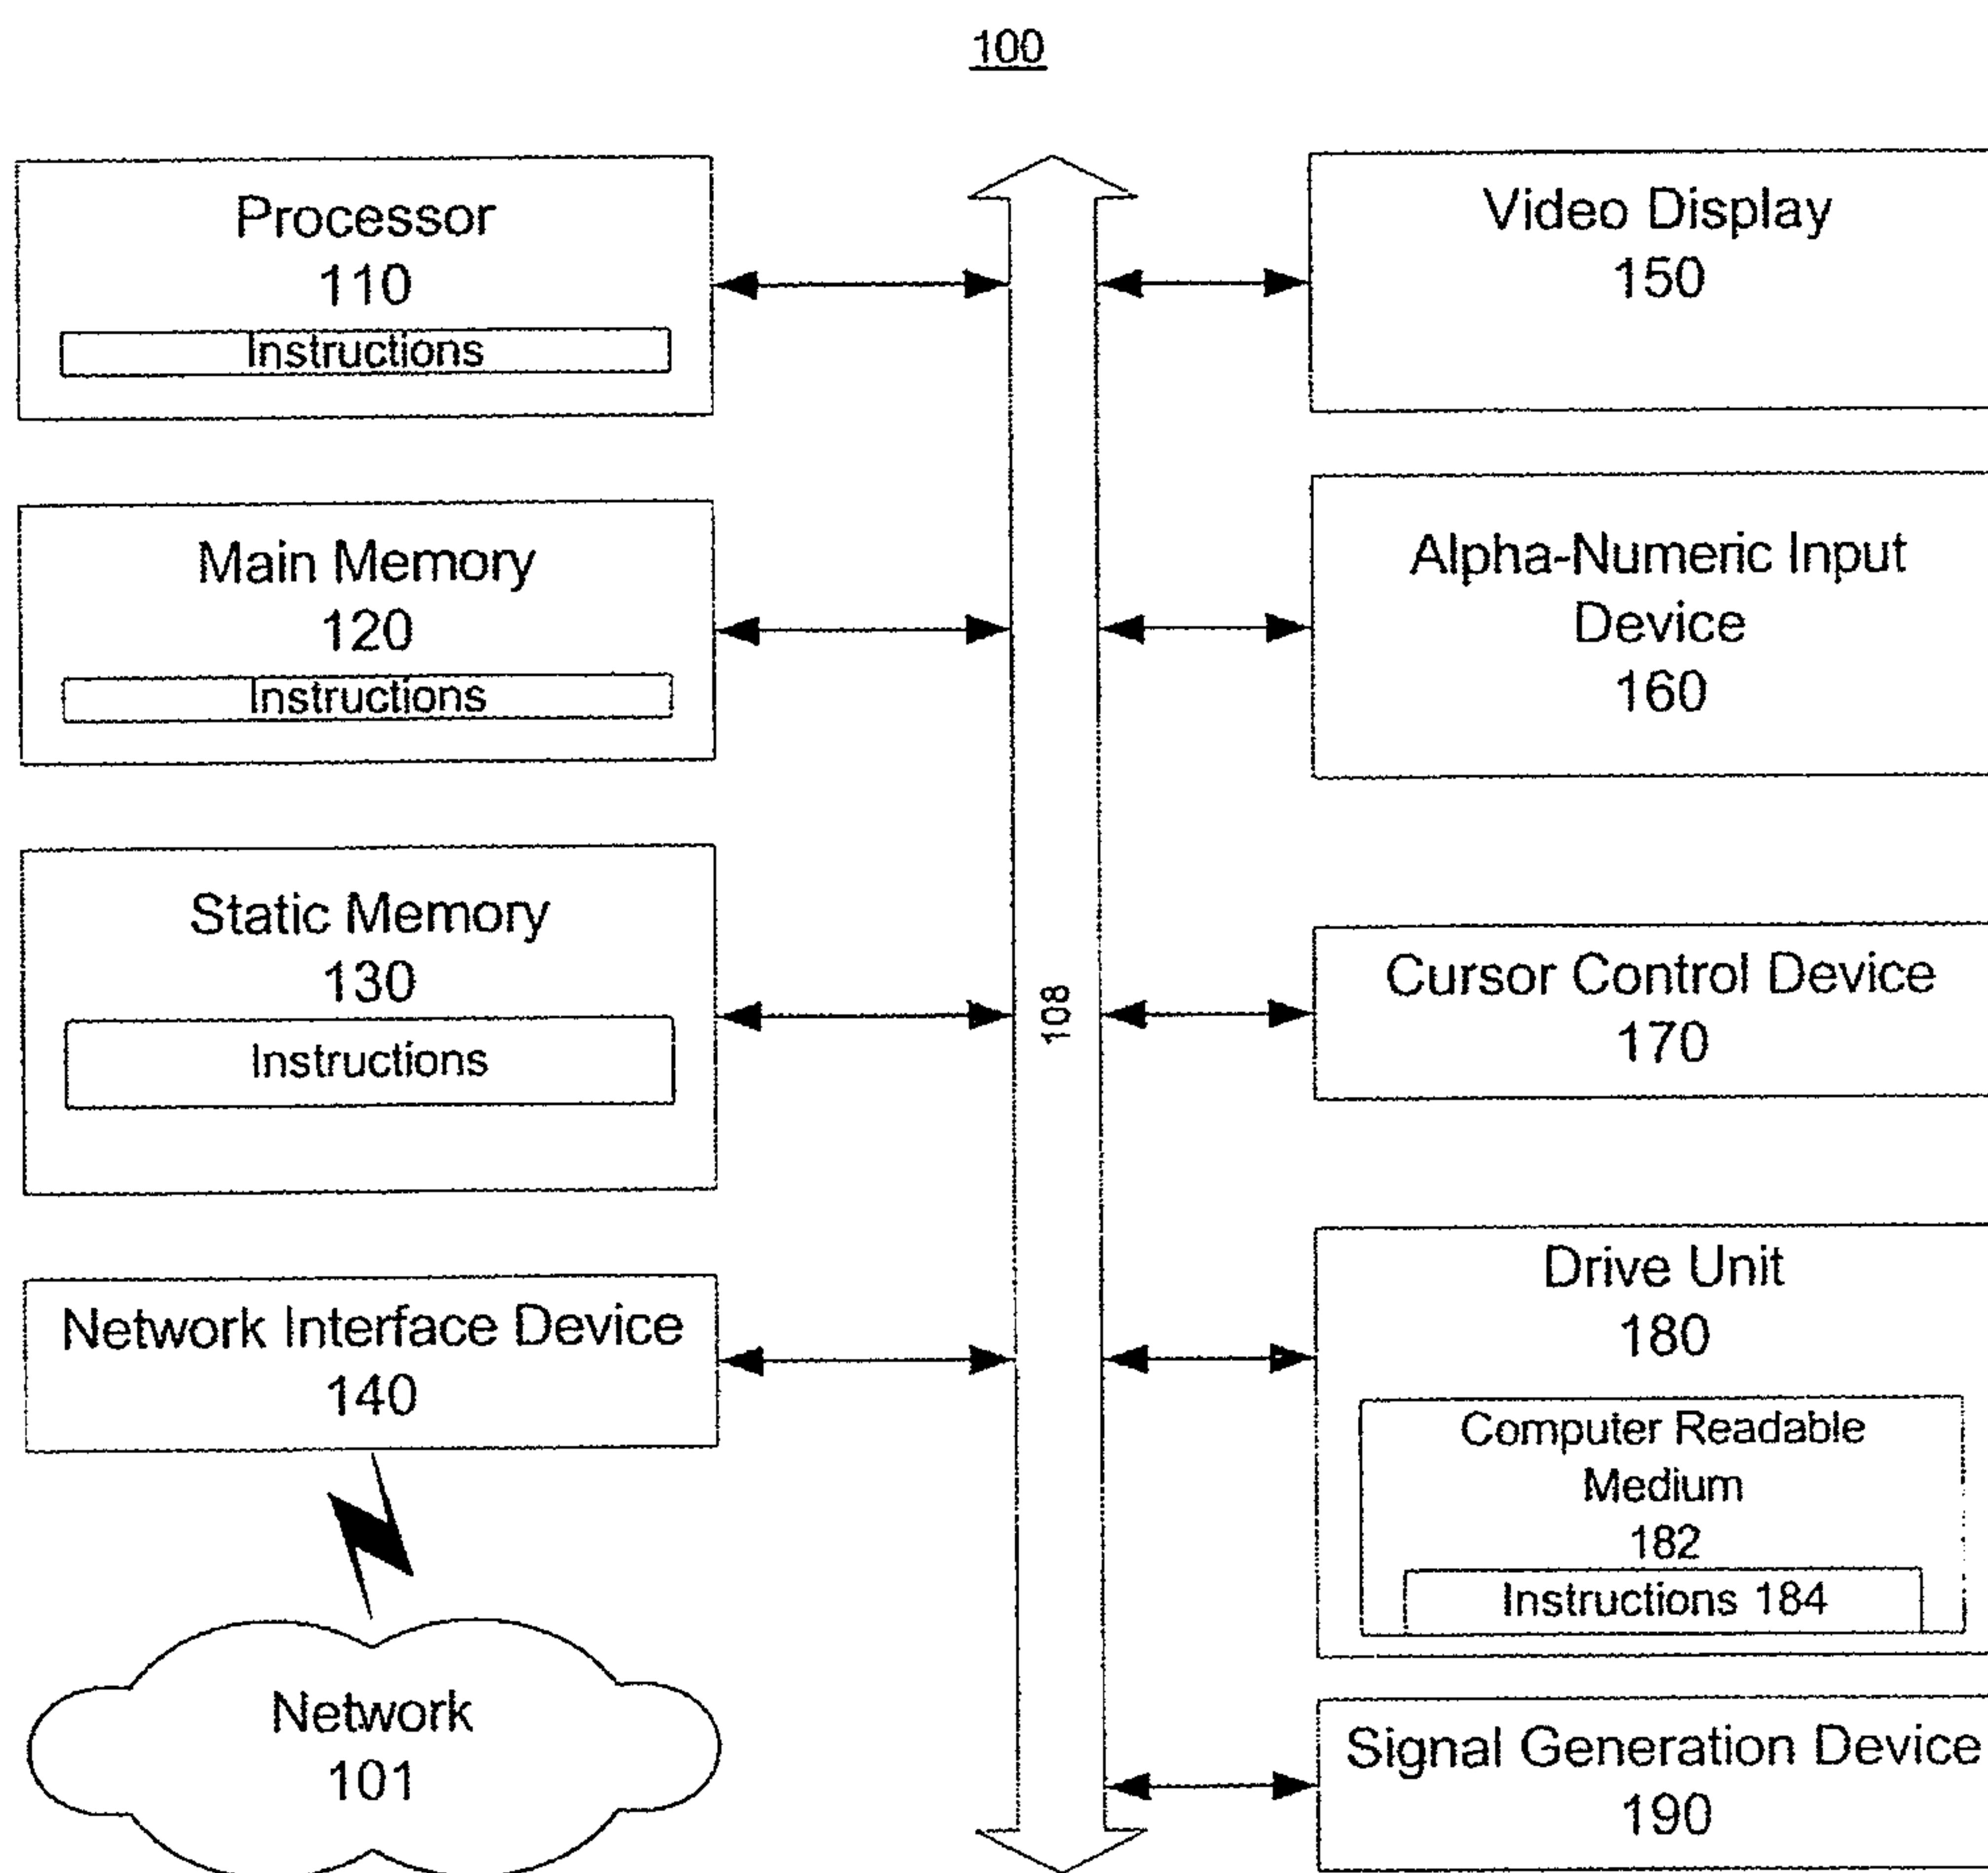 100
Processor
110
Instructions
Main Memory
120
Instructions
Static Memory
130
Instructions
Network Interface Device
140
Network
101
108
Video Display
150
Alpha-Numeric Input
Device
160
Cursor Control Device
170
Drive Unit
180
Computer Readable
Medium
182
Instructions 184
Signal Generation Device
190